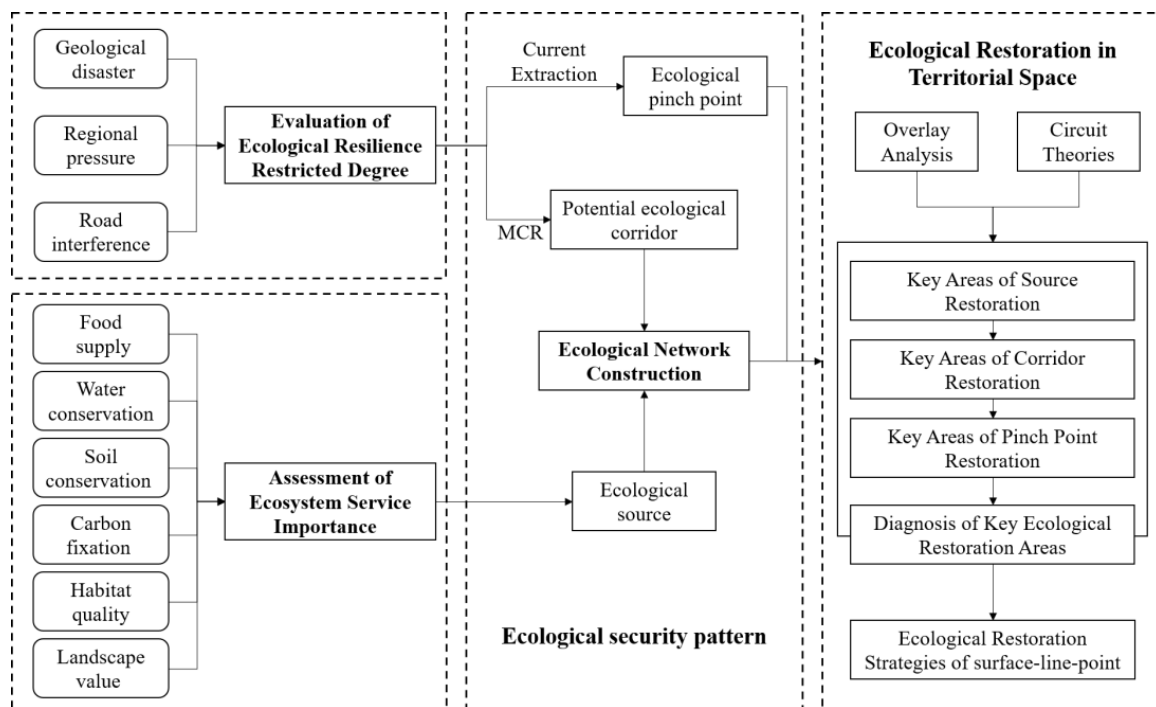 Geological
disaster
Regional
pressure
Road
interference
Evaluation of
Ecological Resilience
Restricted Degree
Food
supply
Water
conservation
Soil
conservation
Carbon
fixation
Habitat
quality
Landscape
value
Assessment of
Ecosystem Service
Importance
Current
Extraction
Ecological
pinch point
MCR
Potential ecological
corridor
Ecological Network
Construction
Ecological
source
Ecological security pattern
Ecological Restoration in
Territorial Space
Overlay
Analysis
Circuit
Theories
Key Areas of Source
Restoration
Key Areas of Corridor
Restoration
Key Areas of Pinch Point
Restoration
Diagnosis of Key Ecological
Restoration Areas
Ecological Restoration
Strategies of surface-line-point